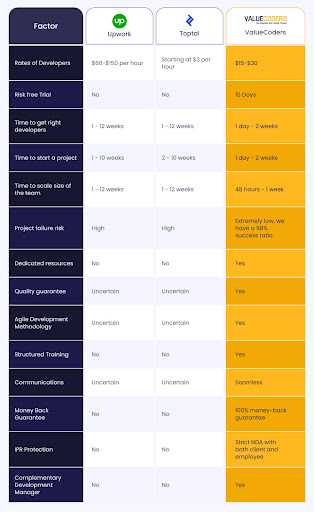 Factor
up
Upwork
Toptal
VALUECODERS
ValueCoders
Rates of Developers
$60-$150 per hour
Starting at $3 per
hour
$15-$30
Risk free Trial
No
No
15 Days
Time to get right
developers
1 - 12 weeks
1 - 12 weeks
1 day - 2 weeks
Time to start a project
1 - 10 weeks
2 - 10 weeks
1 day - 2 weeks
Time to scale size of
the team
1 - 12 weeks
1 - 12 weeks
48 hours - 1 week
Project failure risk
High
High
Extremely low, we
have a 98%
success ratio
Dedicated resources
No
No
Yes
Quality guarantee
Uncertain
Uncertain
Yes
Agile Development
Methodology
Uncertain
Uncertain
Yes
Structured Training
No
No
Yes
Communications
Uncertain
Uncertain
Seamless
Money Back
Guarantee
No
No
100% money-back
guarantee
IPR Protection
No
No
Strict NDA with
both client and
employee
Complementary
Development
Manager
No
No
Yes